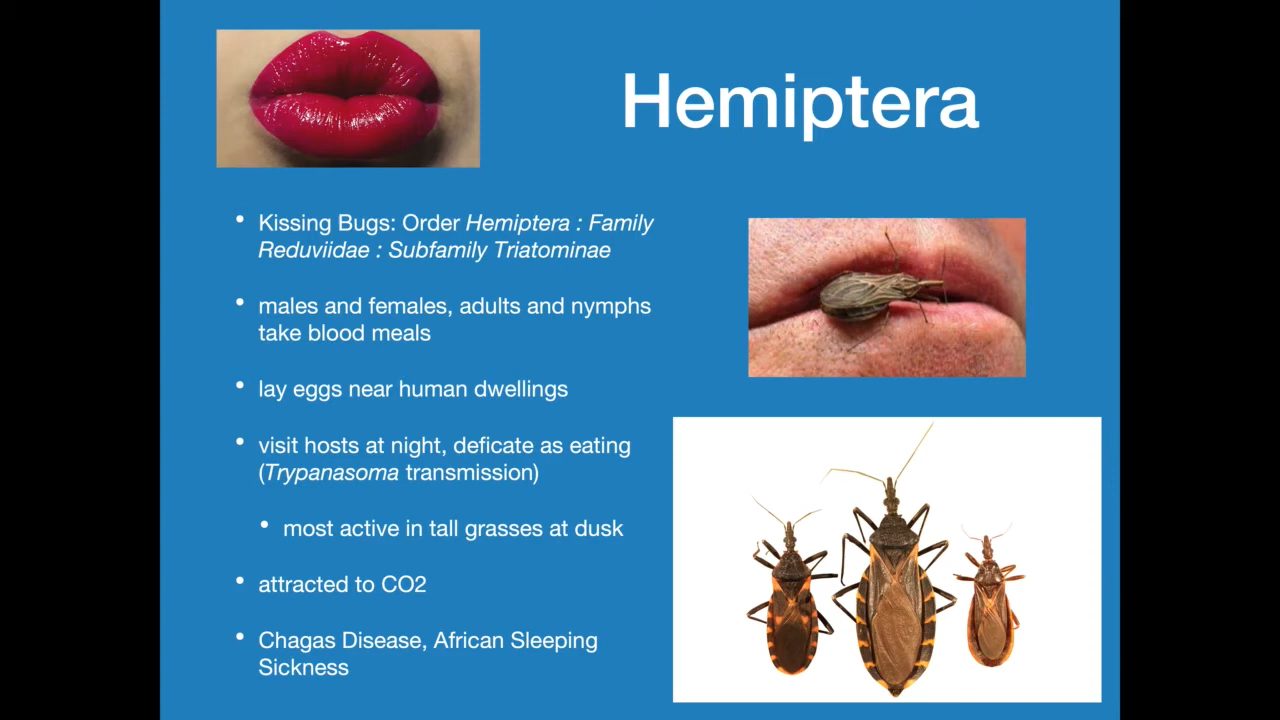 Hemiptera
• Kissing Bugs: Order Hemiptera : Family
Reduviidae : Subfamily Triatominae
• males and females, adults and nymphs
take blood meals
• lay eggs near human dwellings
• visit hosts at night, deficate as eating
(Trypanasoma transmission)
• most active in tall grasses at dusk
• attracted to CO2
• Chagas Disease, African Sleeping
Sickness